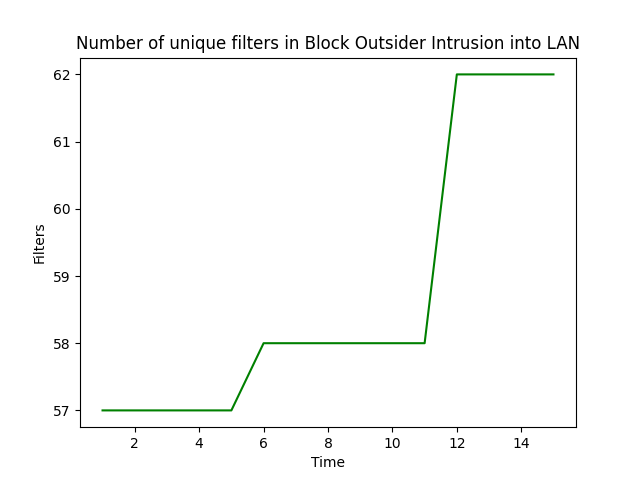 Number of unique filters in Block Outsider Intrusion into LAN
62
61
60
59
58
57
Filters
2 4 6 8 10 12 14
Time